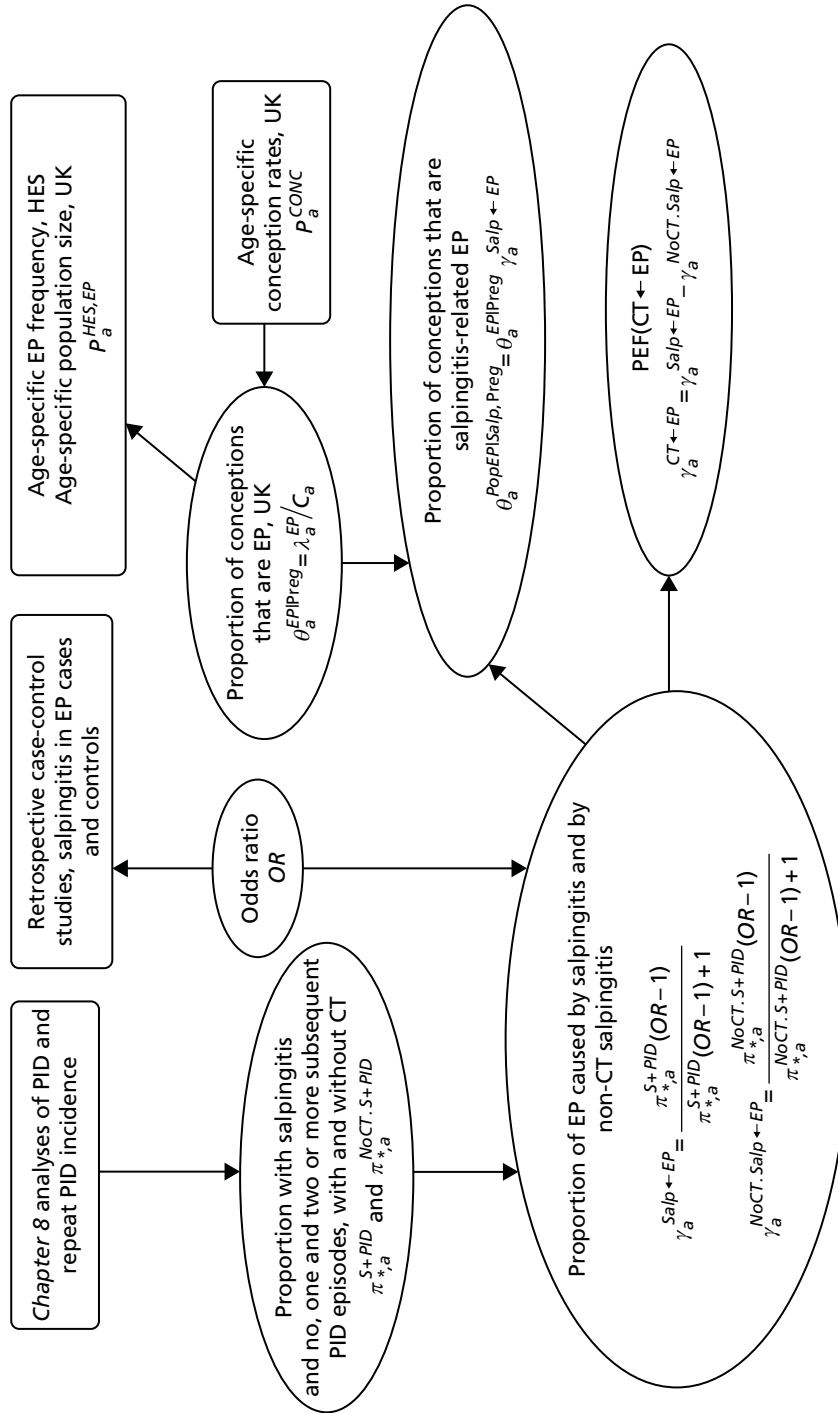 Chapter 8 analyses of PID and
repeat PID incidence
Retrospective case-control
studies, salpingitis in EP cases
and controls
Age-specific EP frequency, HES
Age-specific population size, UK
P_a^{HES,EP}
Proportion with salpingitis
and no, one and two or more subsequent
PID episodes, with and without CT
π_{*,a}^{S+PID} and π_{*,a}^{NoCT.S+PID}
Odds ratio
OR
Proportion of conceptions
that are EP, UK
θ_a^{EP|Preg} = λ_a^{EP}/C_a
Age-specific
conception rates, UK
P_a^{CONC}
Proportion of EP caused by salpingitis and by
non-CT salpingitis
γ_a^{Salp←EP} = π_{*,a}^{S+PID}(OR−1) / π_{*,a}^{S+PID}(OR−1)+1
γ_a^{NoCT.Salp←EP} = π_{*,a}^{NoCT.S+PID}(OR−1) / π_{*,a}^{NoCT.S+PID}(OR−1)+1
Proportion of conceptions that are
salpingitis-related EP
θ_a^{PopEP|Salp,Preg} = θ_a^{EP|Preg} γ_a^{Salp←EP}
PEF(CT←EP)
γ_a^{CT←EP} = γ_a^{Salp←EP} − γ_a^{NoCT.Salp←EP}